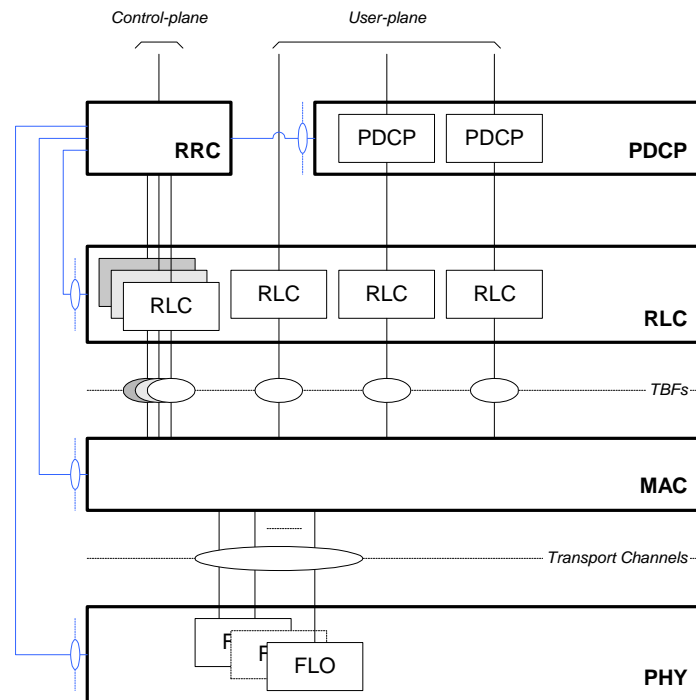 Control-plane
User-plane
RRC
PDCP
PDCP
PDCP
RLC
RLC
RLC
RLC
RLC
TBFs
MAC
Transport Channels
F
F
FLO
PHY